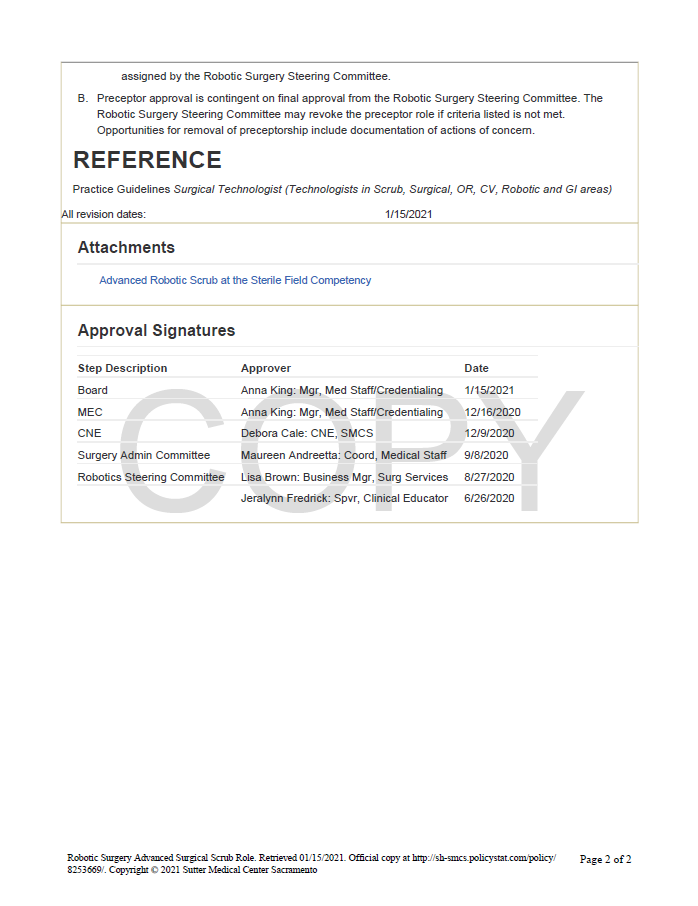 assigned by the Robotic Surgery Steering Committee.
B. Preceptor approval is contingent on final approval from the Robotic Surgery Steering Committee. The
Robotic Surgery Steering Committee may revoke the preceptor role if criteria listed is not met.
Opportunities for removal of preceptorship include documentation of actions of concern.
REFERENCE
Practice Guidelines Surgical Technologist (Technologists in Scrub, Surgical, OR, CV, Robotic and GI areas)
All revision dates: 1/15/2021
Attachments
Advanced Robotic Scrub at the Sterile Field Competency
Approval Signatures
Step Description Approver Date
Board Anna King: Mgr, Med Staff/Credentialing 1/15/2021
MEC Anna King: Mgr, Med Staff/Credentialing 12/16/2020
CNE Debora Cale: CNE, SMCS 12/9/2020
Surgery Admin Committee Maureen Andreetta: Coord, Medical Staff 9/8/2020
Robotics Steering Committee Lisa Brown: Business Mgr, Surg Services 8/27/2020
Jeralynn Fredrick: Spvr, Clinical Educator 6/26/2020
COPY
Robotic Surgery Advanced Surgical Scrub Role. Retrieved 01/15/2021. Official copy at http://sh-smcs.policystat.com/policy/
8253669/. Copyright © 2021 Sutter Medical Center Sacramento
Page 2 of 2